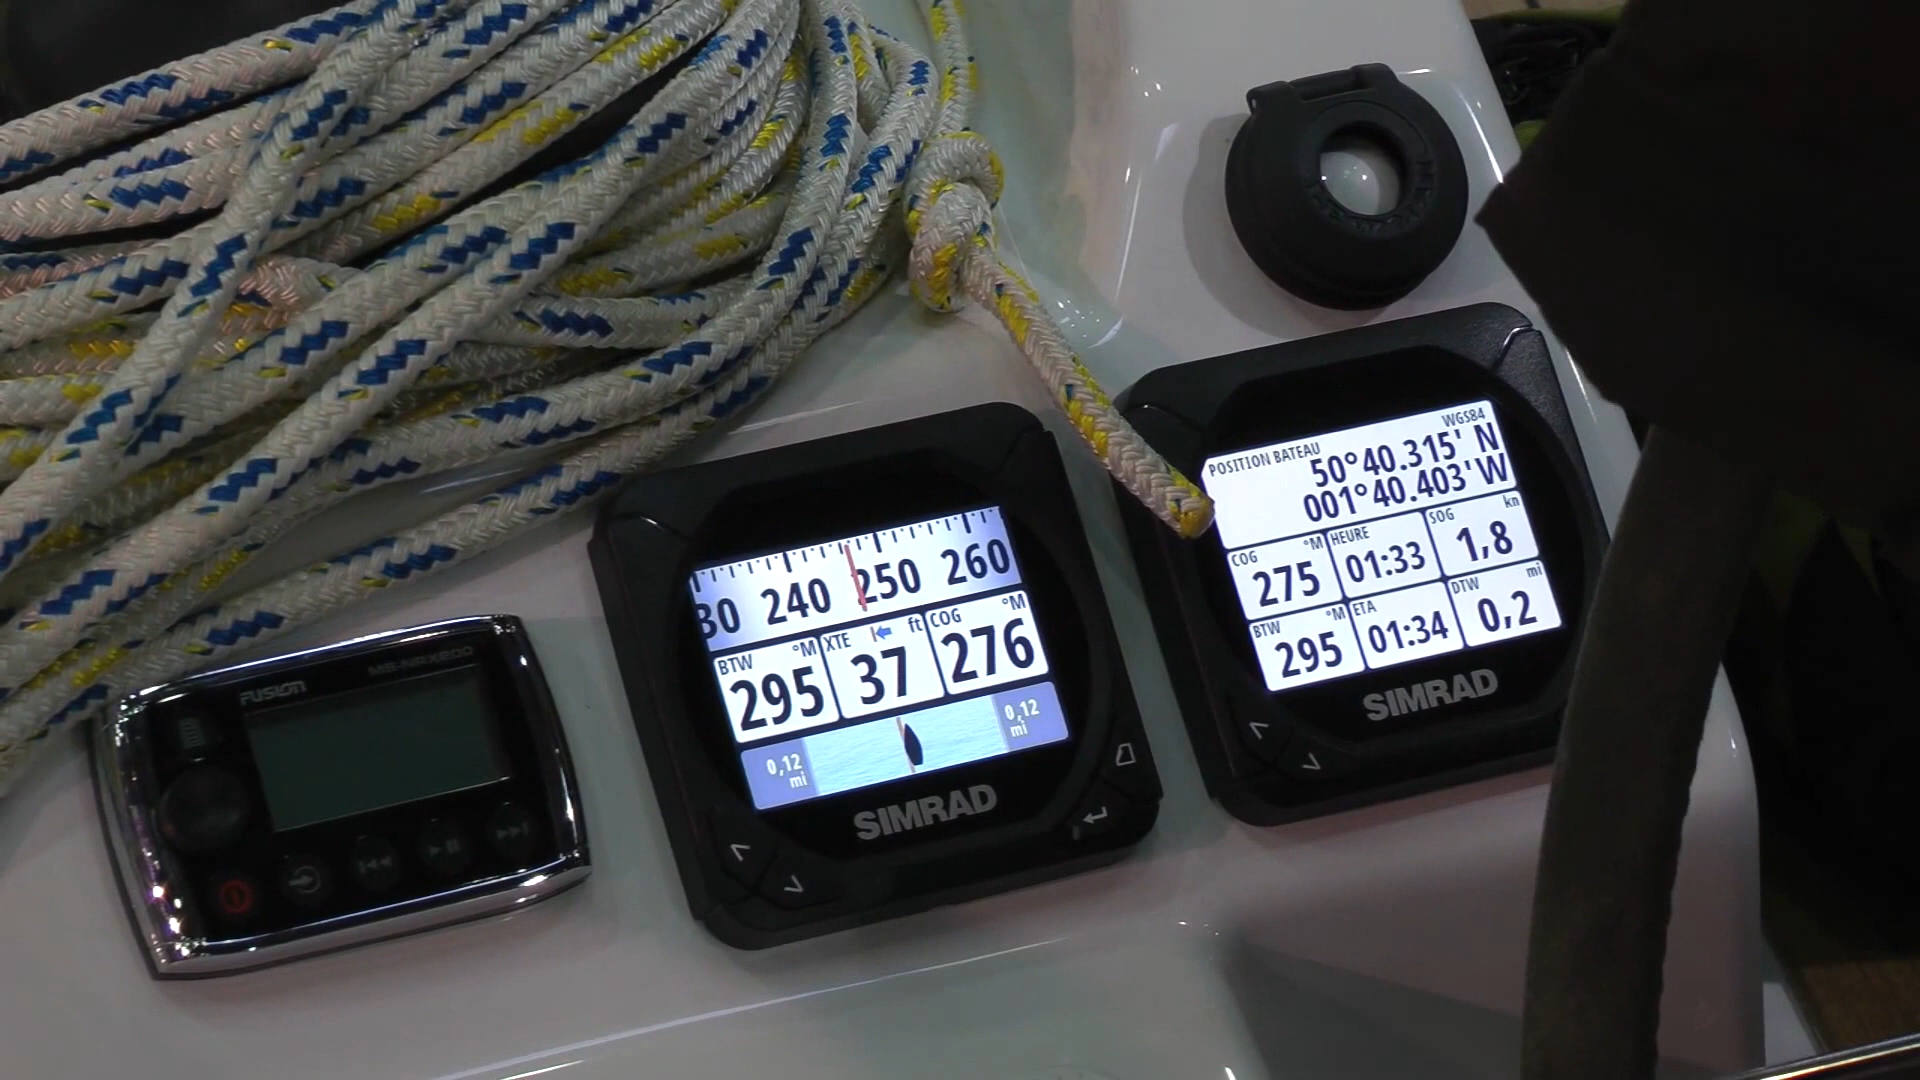 FUSION
MS-NRX200
30 240 250 260
BTW °M XTE ft COG °M
295 37 276
0,12 mi 0,12 mi
SIMRAD
WGS84
POSITION BATEAU
50°40.315' N
001°40.403'W
COG °M HEURE SOG kn
275 01:33 1,8
BTW °M ETA DTW mi
295 01:34 0,2
SIMRAD